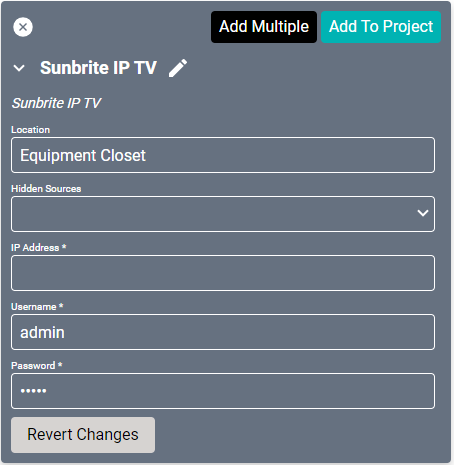 Add Multiple
Add To Project
Sunbrite IP TV
Sunbrite IP TV
Location
Equipment Closet
Hidden Sources
IP Address *
Username *
admin
Password *
•••••
Revert Changes